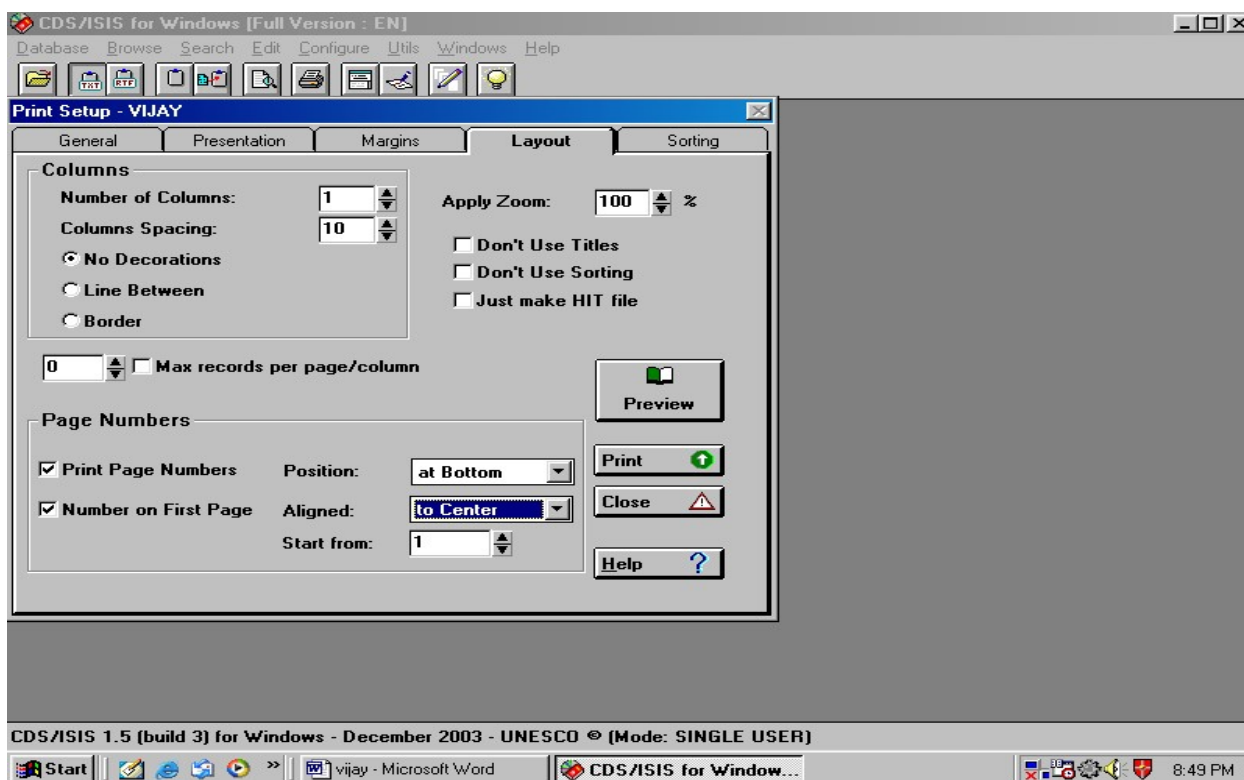 CDS/ISIS for Windows [Full Version : EN]
Database Browse Search Edit Configure Utils Windows Help
TXT RTF
Print Setup - VIJAY
General Presentation Margins Layout Sorting
Columns
Number of Columns: 1
Apply Zoom: 100 %
Columns Spacing: 10
Don't Use Titles
No Decorations
Don't Use Sorting
Line Between
Just make HIT file
Border
0 Max records per page/column
Preview
Page Numbers
Print Page Numbers Position: at Bottom
Print
Number on First Page Aligned: to Center
Close
Start from: 1
Help ?
CDS/ISIS 1.5 (build 3) for Windows - December 2003 - UNESCO © (Mode: SINGLE USER)
Start » vijay - Microsoft Word CDS/ISIS for Window... 8:49 PM